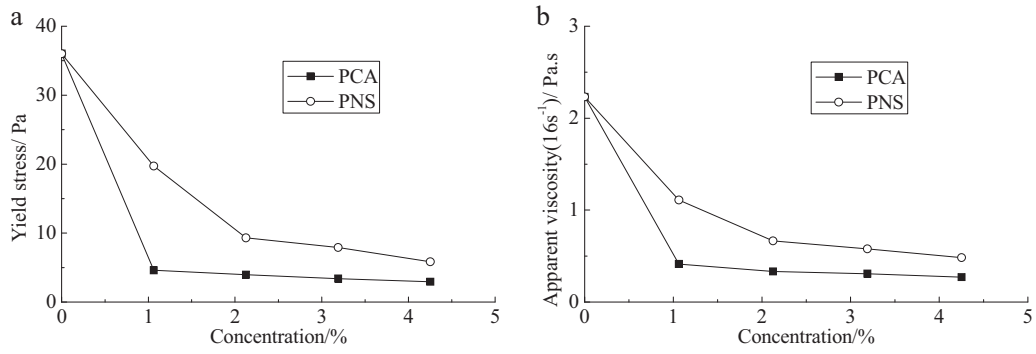 a
40
30
20
10
0
Yield stress/ Pa
PCA
PNS
0 1 2 3 4 5
Concentration/%
b
3
2
1
0
Apparent viscosity(16s⁻¹)/ Pa.s
PCA
PNS
0 1 2 3 4 5
Concentration/%